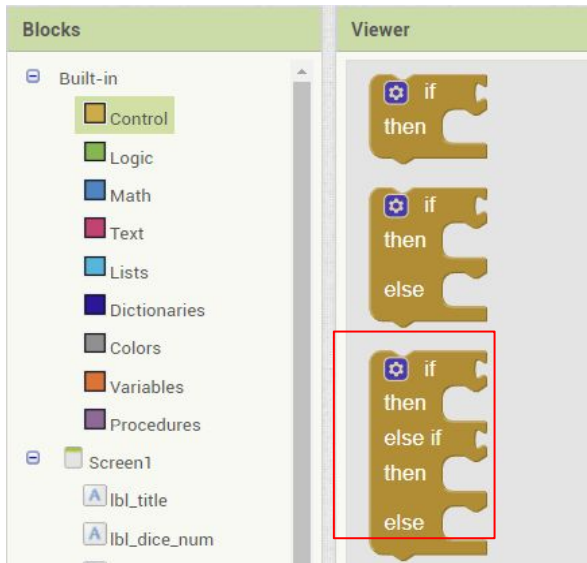 Blocks
Viewer
Built-in
Control
Logic
Math
Text
Lists
Dictionaries
Colors
Variables
Procedures
Screen1
lbl_title
lbl_dice_num
if
then
if
then
else
if
then
else if
then
else